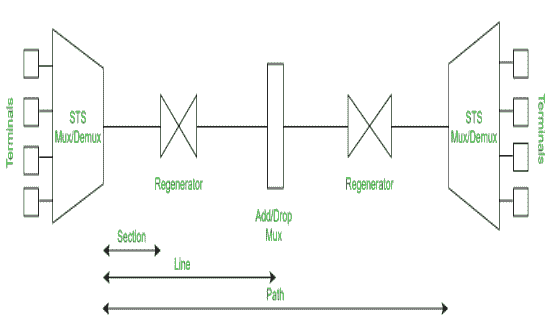 Terminals
STS
Mux/Demux
Regenerator
Add/Drop
Mux
Regenerator
STS
Mux/Demux
Terminals
Section
Line
Path